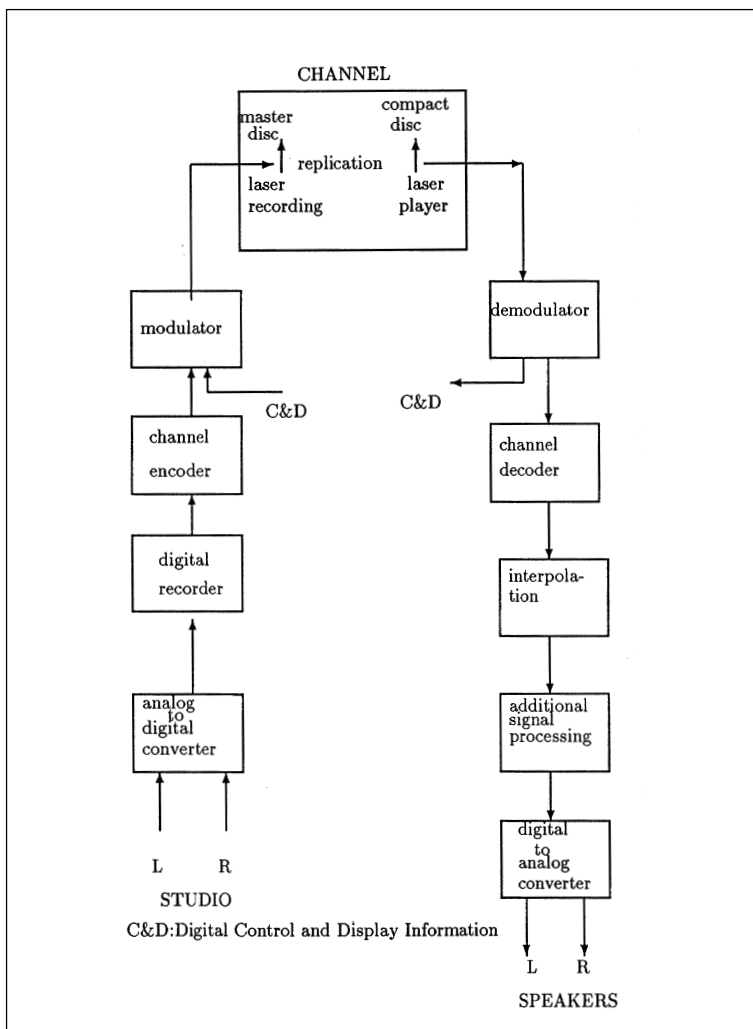 CHANNEL
master
disc
compact
disc
replication
laser
recording
laser
player
modulator
demodulator
C&D
C&D
channel
encoder
channel
decoder
digital
recorder
interpola-
tion
analog
to
digital
converter
additional
signal
processing
L R
STUDIO
digital
to
analog
converter
C&D:Digital Control and Display Information
L R
SPEAKERS